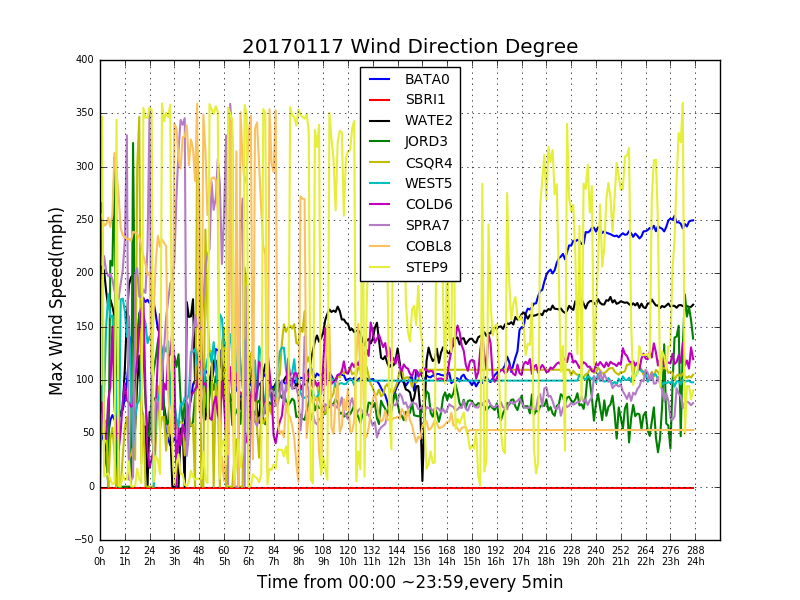 20170117 Wind Direction Degree
Max Wind Speed(mph)
400
350
300
250
200
150
100
50
0
−50
BATA0
SBRI1
WATE2
JORD3
CSQR4
WEST5
COLD6
SPRA7
COBL8
STEP9
0 12 24 36 48 60 72 84 96 108 120 132 144 156 168 180 192 204 216 228 240 252 264 276 288
0h 1h 2h 3h 4h 5h 6h 7h 8h 9h 10h 11h 12h 13h 14h 15h 16h 17h 18h 19h 20h 21h 22h 23h 24h
Time from 00:00 ~23:59,every 5min